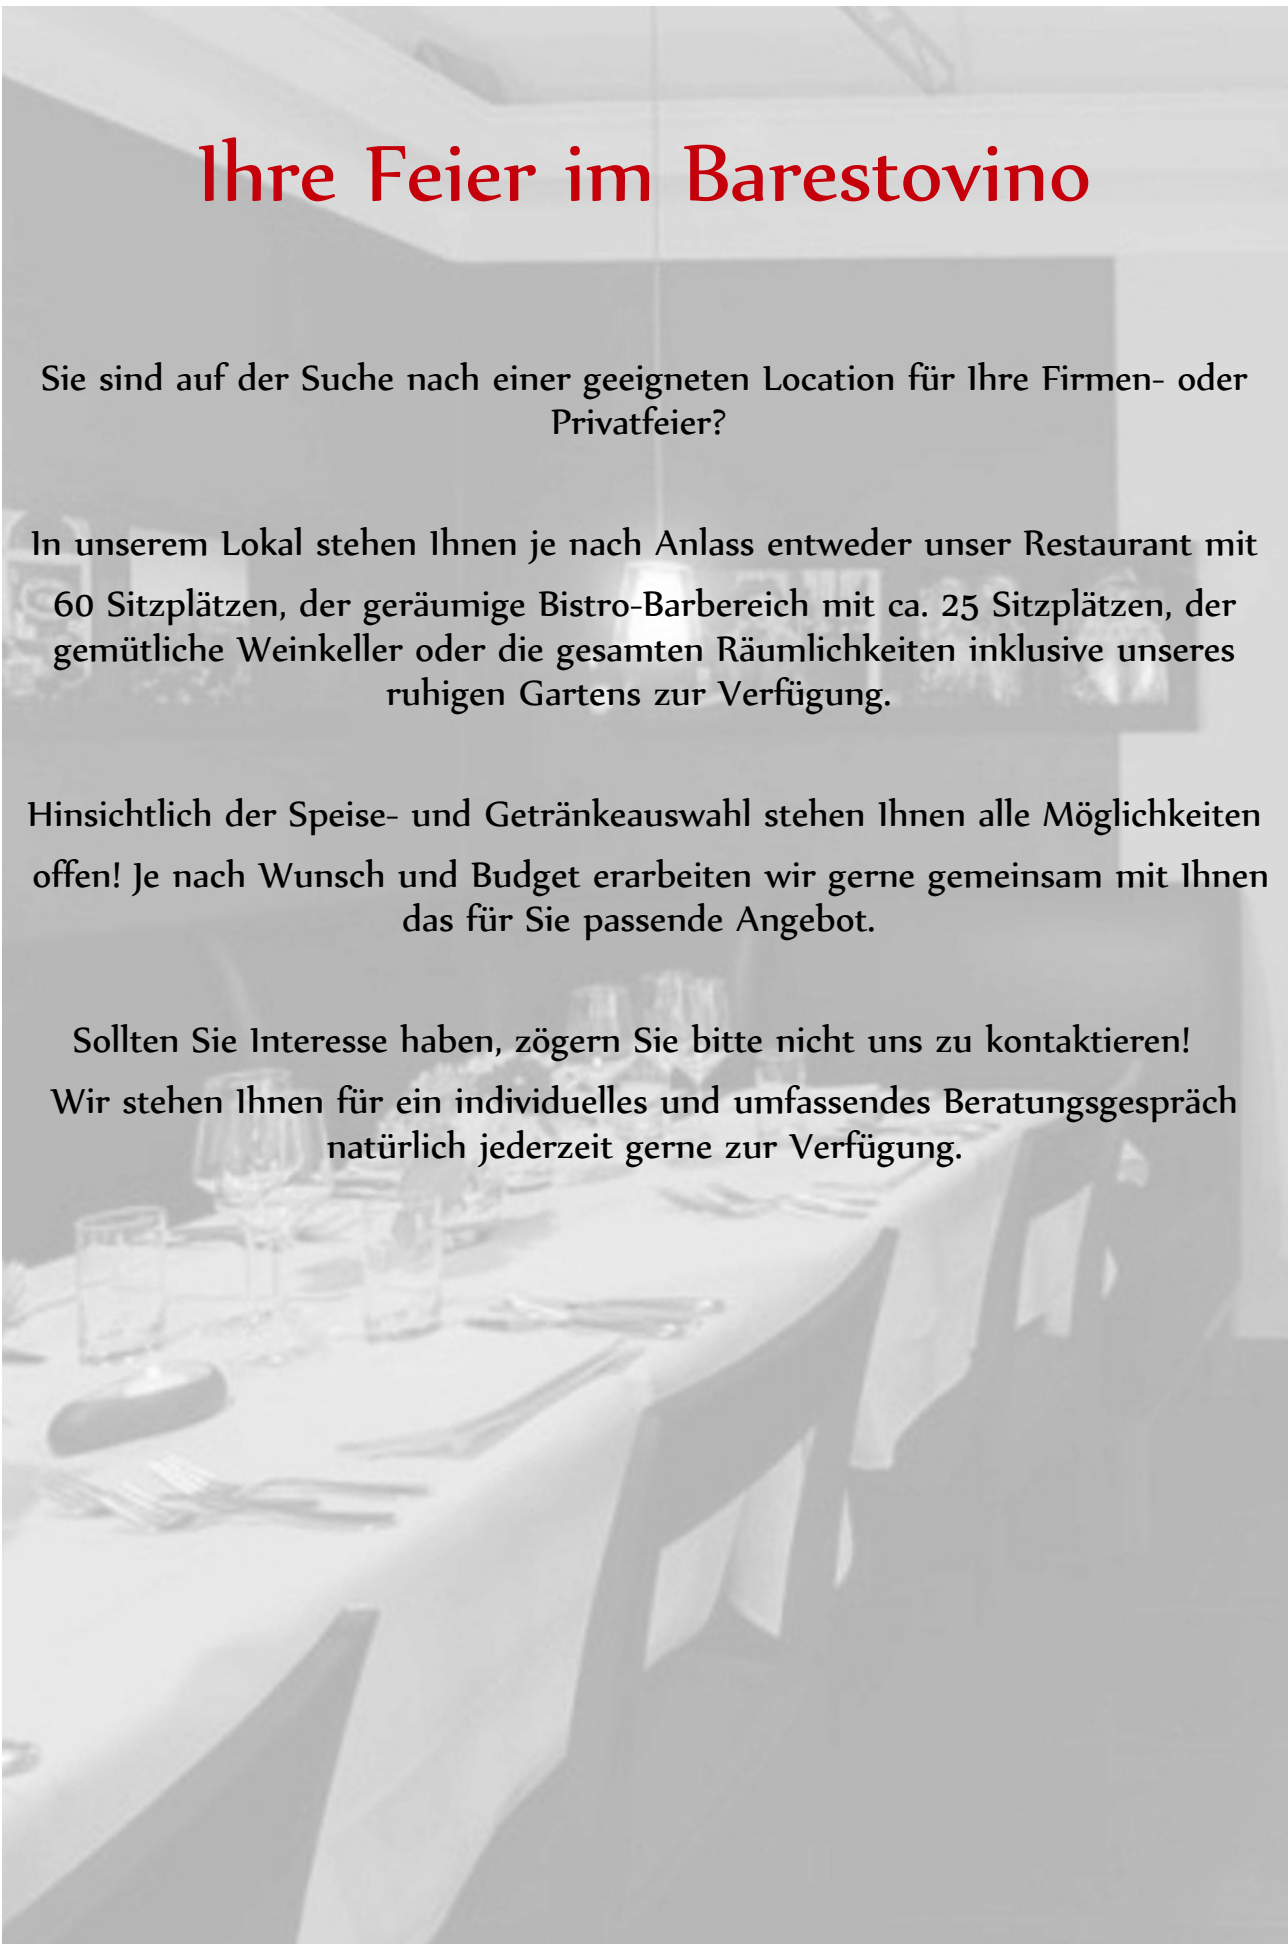 Ihre Feier im Barestovino
Sie sind auf der Suche nach einer geeigneten Location für Ihre Firmen- oder
Privatfeier?
In unserem Lokal stehen Ihnen je nach Anlass entweder unser Restaurant mit
60 Sitzplätzen, der geräumige Bistro-Barbereich mit ca. 25 Sitzplätzen, der
gemütliche Weinkeller oder die gesamten Räumlichkeiten inklusive unseres
ruhigen Gartens zur Verfügung.
Hinsichtlich der Speise- und Getränkeauswahl stehen Ihnen alle Möglichkeiten
offen! Je nach Wunsch und Budget erarbeiten wir gerne gemeinsam mit Ihnen
das für Sie passende Angebot.
Sollten Sie Interesse haben, zögern Sie bitte nicht uns zu kontaktieren!
Wir stehen Ihnen für ein individuelles und umfassendes Beratungsgespräch
natürlich jederzeit gerne zur Verfügung.